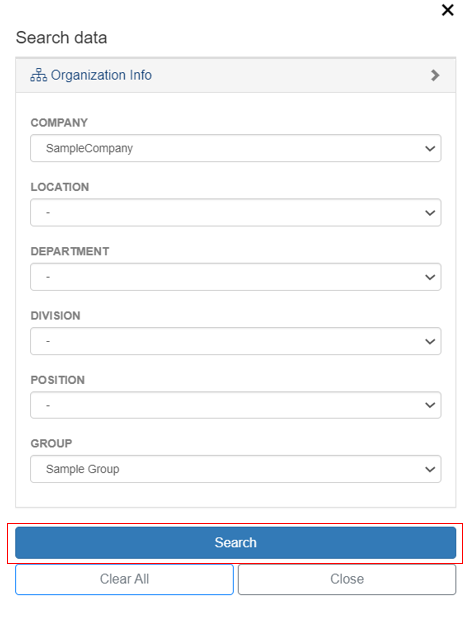 Search data
Organization Info
COMPANY
SampleCompany
LOCATION
-
DEPARTMENT
-
DIVISION
-
POSITION
-
GROUP
Sample Group
Search
Clear All
Close